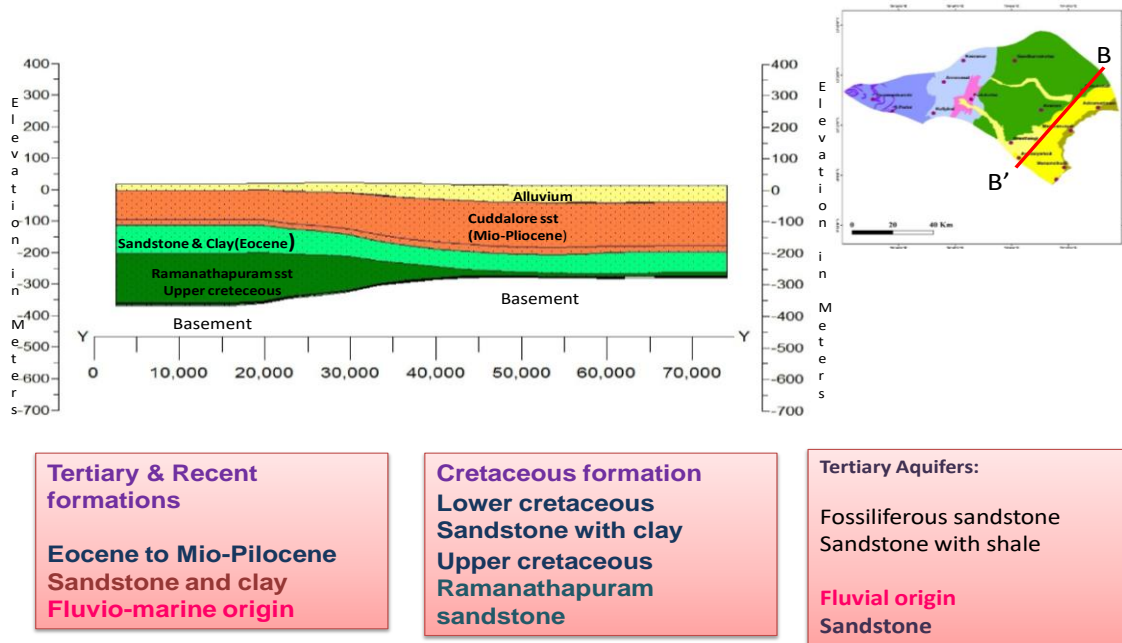 400
300
200
100
0
-100
-200
-300
-400
-500
-600
-700
Elevation in Meters
Alluvium
Cuddalore sst
(Mio-Pliocene)
Sandstone & Clay(Eocene)
Ramanathapuram sst
Upper creteceous
Basement
Basement
Y
Y
0
10,000
20,000
30,000
40,000
50,000
60,000
70,000
400
300
200
100
0
-100
-200
-300
-400
-500
-600
-700
Elevation in Meters
B
B’
0 20 40 Km
Tertiary & Recent
formations
Eocene to Mio-Pilocene
Sandstone and clay
Fluvio-marine origin
Cretaceous formation
Lower cretaceous
Sandstone with clay
Upper cretaceous
Ramanathapuram
sandstone
Tertiary Aquifers:
Fossiliferous sandstone
Sandstone with shale
Fluvial origin
Sandstone